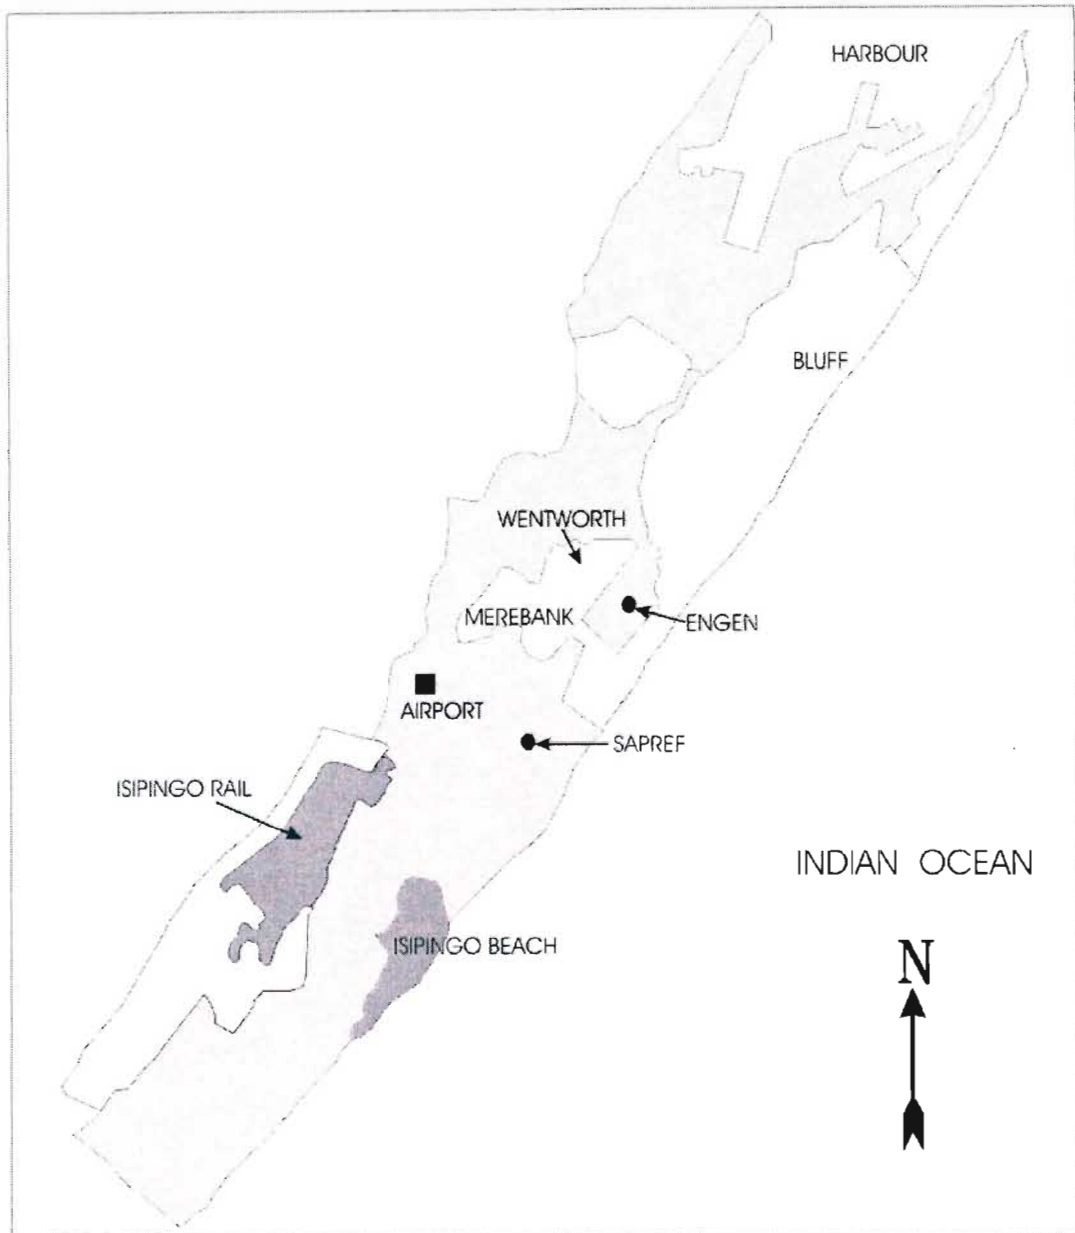 HARBOUR
BLUFF
WENTWORTH
MEREBANK
ENGEN
AIRPORT
SAPREF
ISIPINGO RAIL
INDIAN OCEAN
ISIPINGO BEACH
N